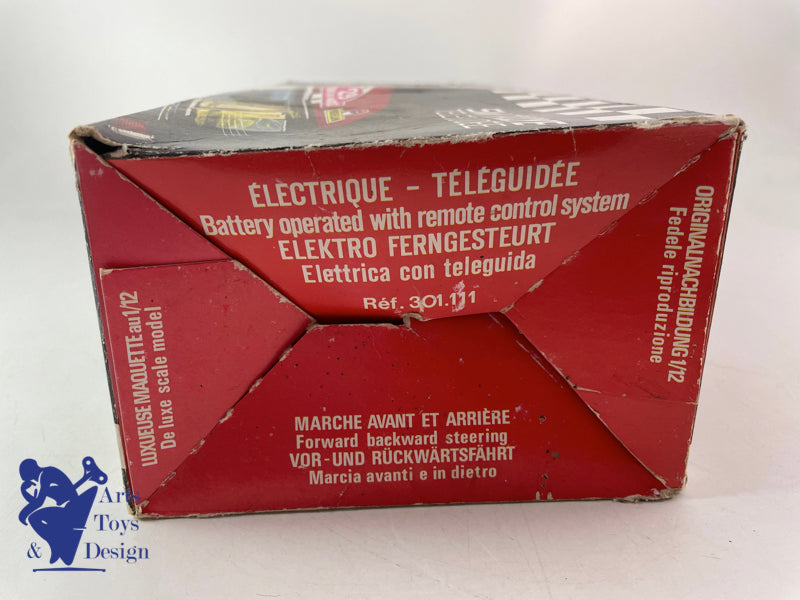 ÉLECTRIQUE - TÉLÉGUIDÉE
Battery operated with remote control system
ELEKTRO FERNGESTEURT
Elettrica con teleguida
Réf. 301.111
LUXUEUSE MAQUETTE au 1/12
De luxe scale model
ORIGINALNACHBILDUNG 1/12
Fedele riproduzione
MARCHE AVANT ET ARRIÈRE
Forward backward steering
VOR-UND RÜCKWÄRTSFÄHRT
Marcia avanti e in dietro
Arts
Toys
& Design